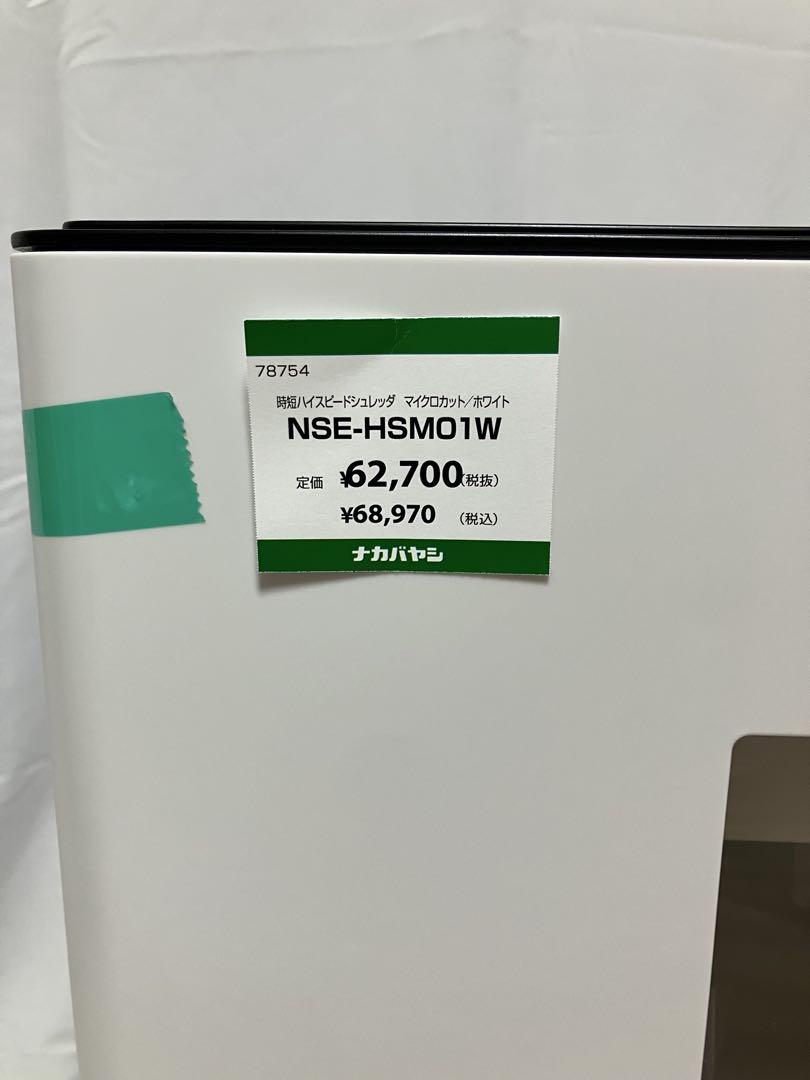 78754
時短ハイスピードシュレッダ マイクロカット/ホワイト
NSE-HSM01W
定価 ¥62,700(税抜)
¥68,970 (税込)
ナカバヤシ